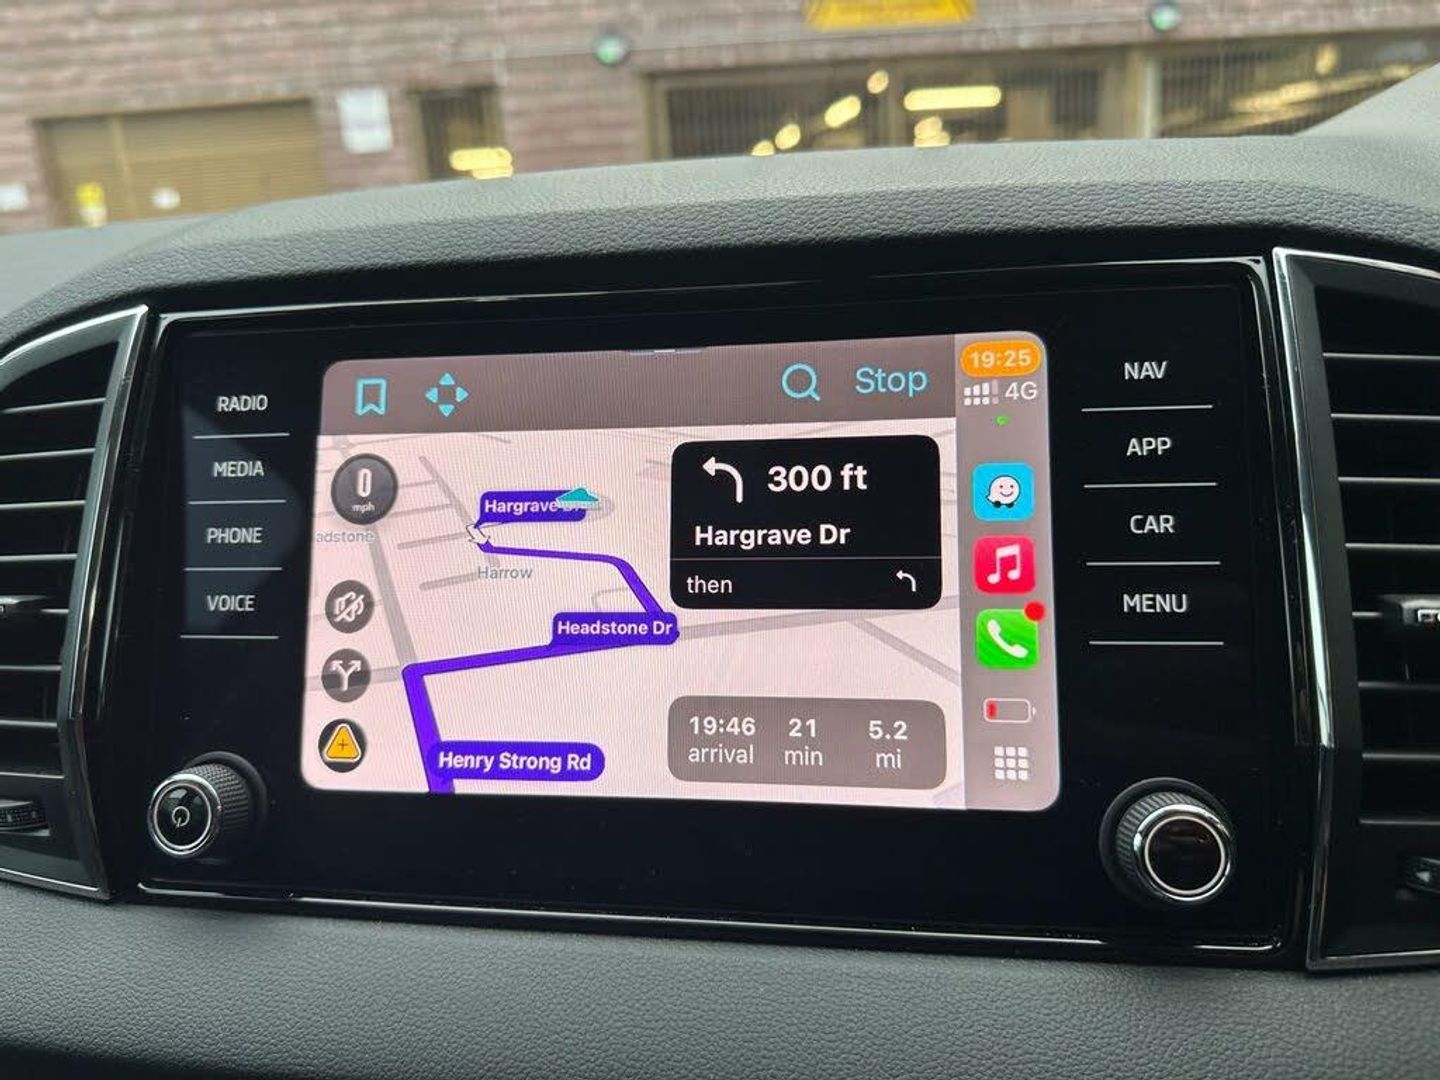 RADIO
MEDIA
PHONE
VOICE
Stop
19:25
4G
0
mph
adstone
Hargrave
Harrow
Headstone Dr
Henry Strong Rd
300 ft
Hargrave Dr
then
19:46 21 5.2
arrival min mi
NAV
APP
CAR
MENU